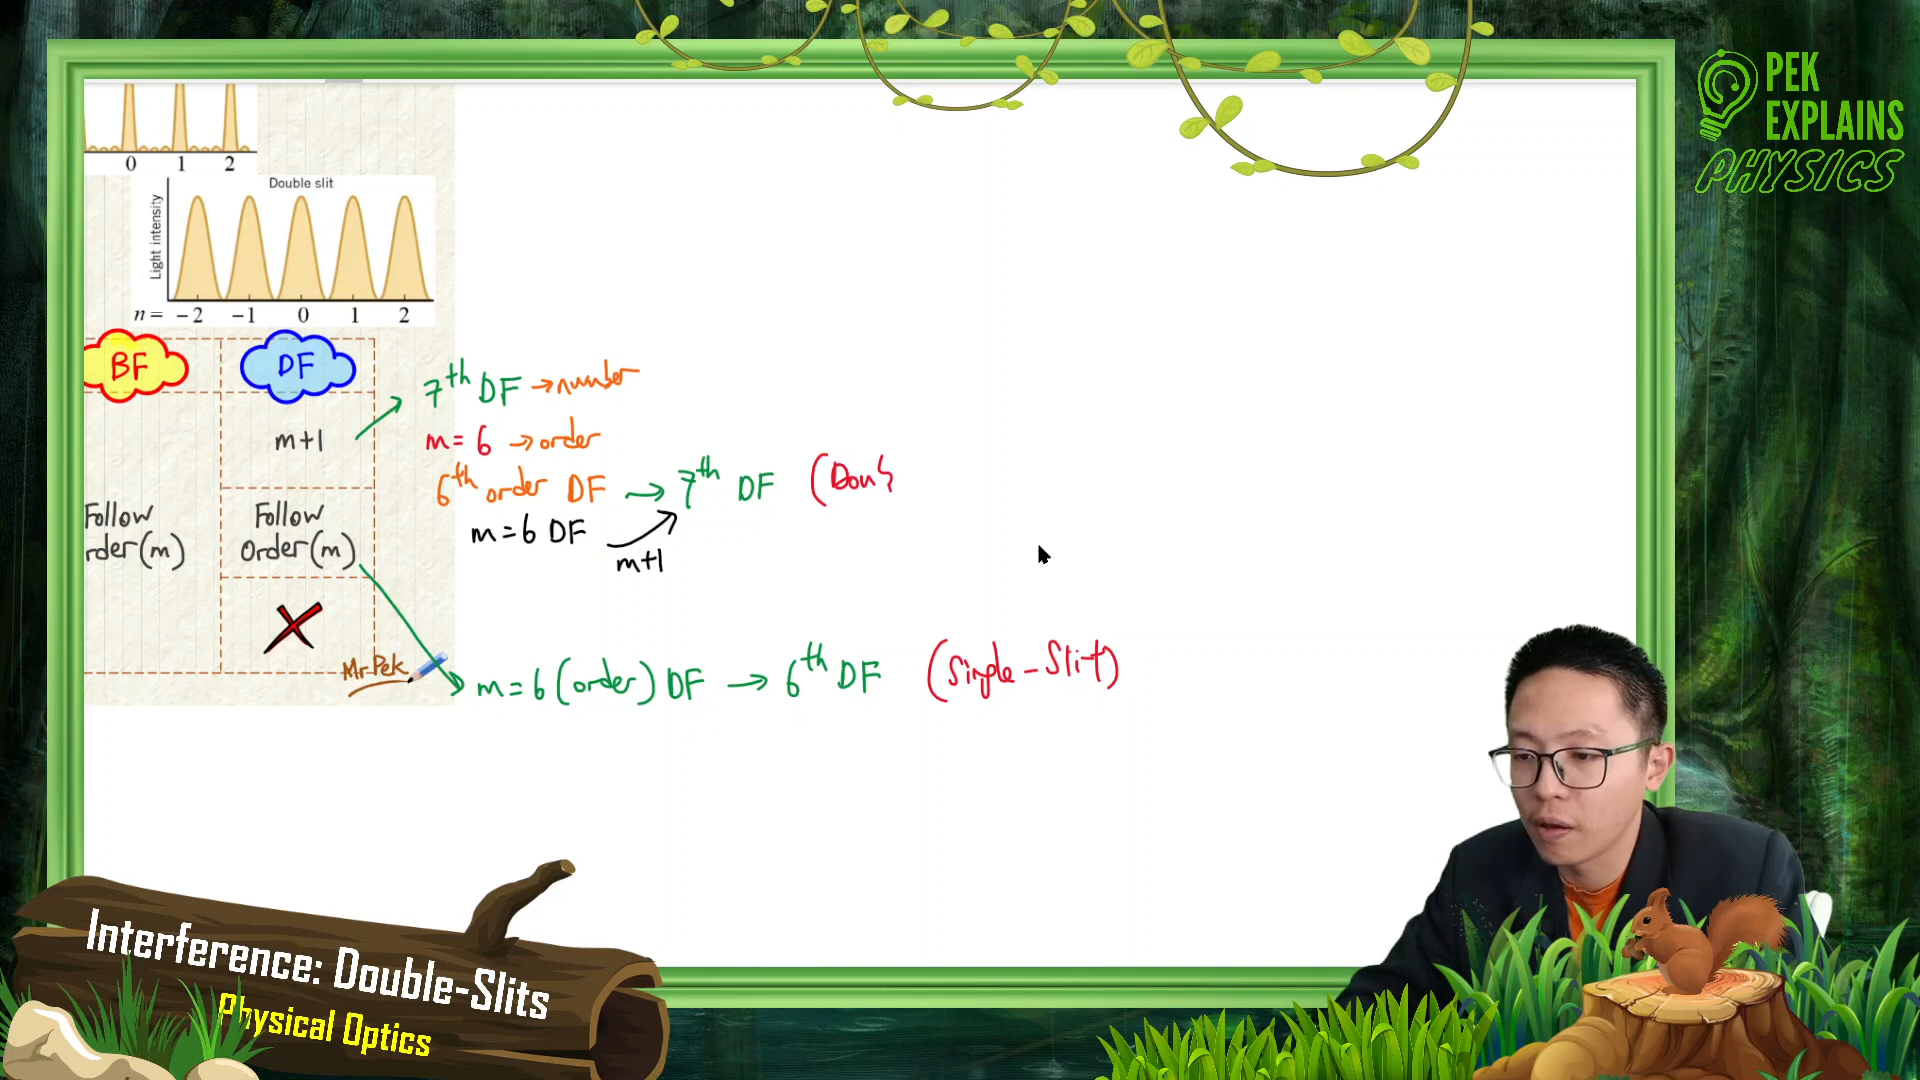 PEK
EXPLAINS
PHYSICS
0 1 2
Double slit
Light intensity
n = −2 −1 0 1 2
BF DF
m+1
Follow
rder(m)
Follow
Order(m)
Mr Pek
7th DF → number
m = 6 → order
6th order DF → 7th DF (Doub
m = 6 DF
m+1
m = 6 (order) DF → 6th DF (Single-Slit)
Interference: Double-Slits
Physical Optics